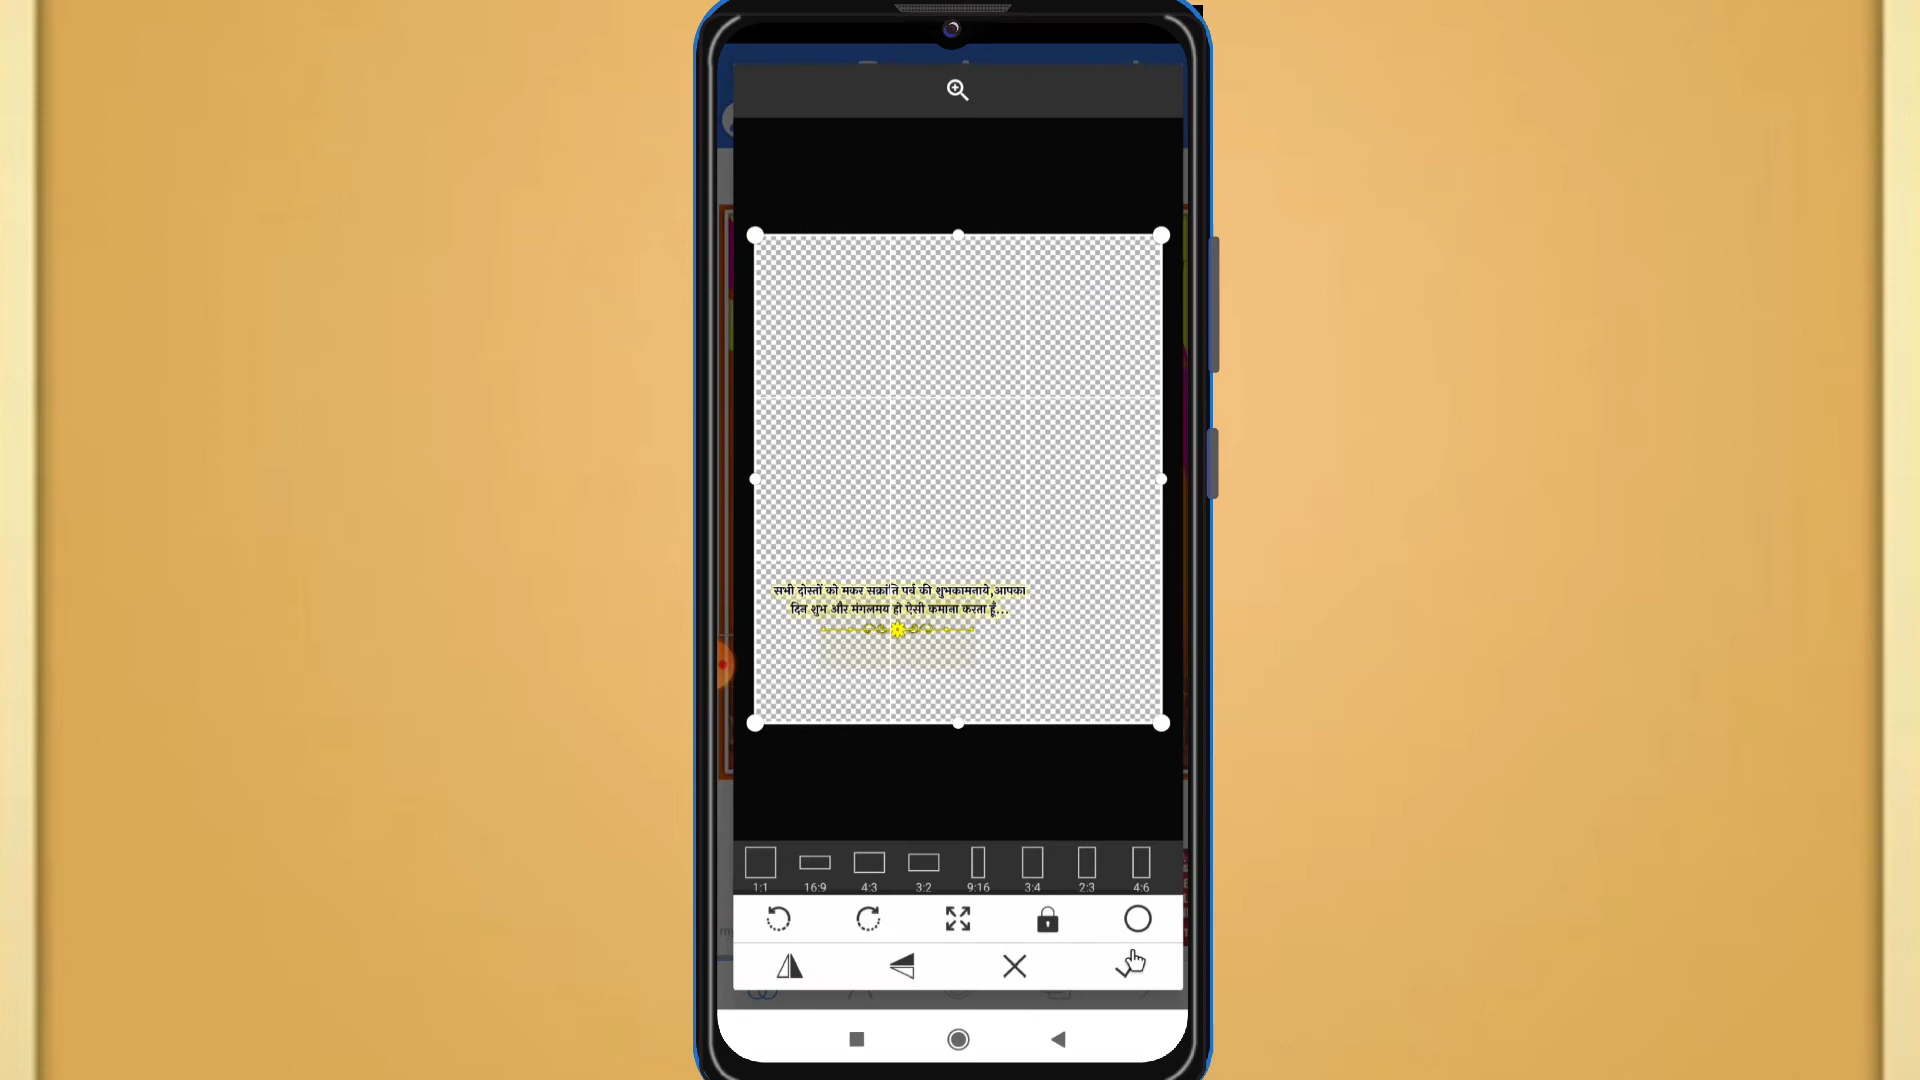 सभी दोस्तों को मकर सक्रांति पर्व की शुभकामनाये,आपका
दिन शुभ और मंगलमय हो ऐसी कमाना करता हूँ...
1:1 16:9 4:3 3:2 9:16 3:4 2:3 4:6